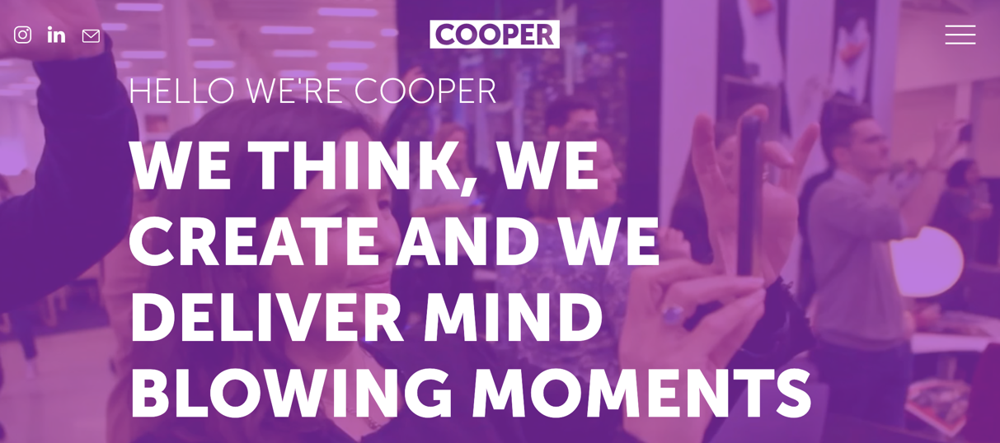 COOPER
HELLO WE'RE COOPER
WE THINK, WE
CREATE AND WE
DELIVER MIND
BLOWING MOMENTS